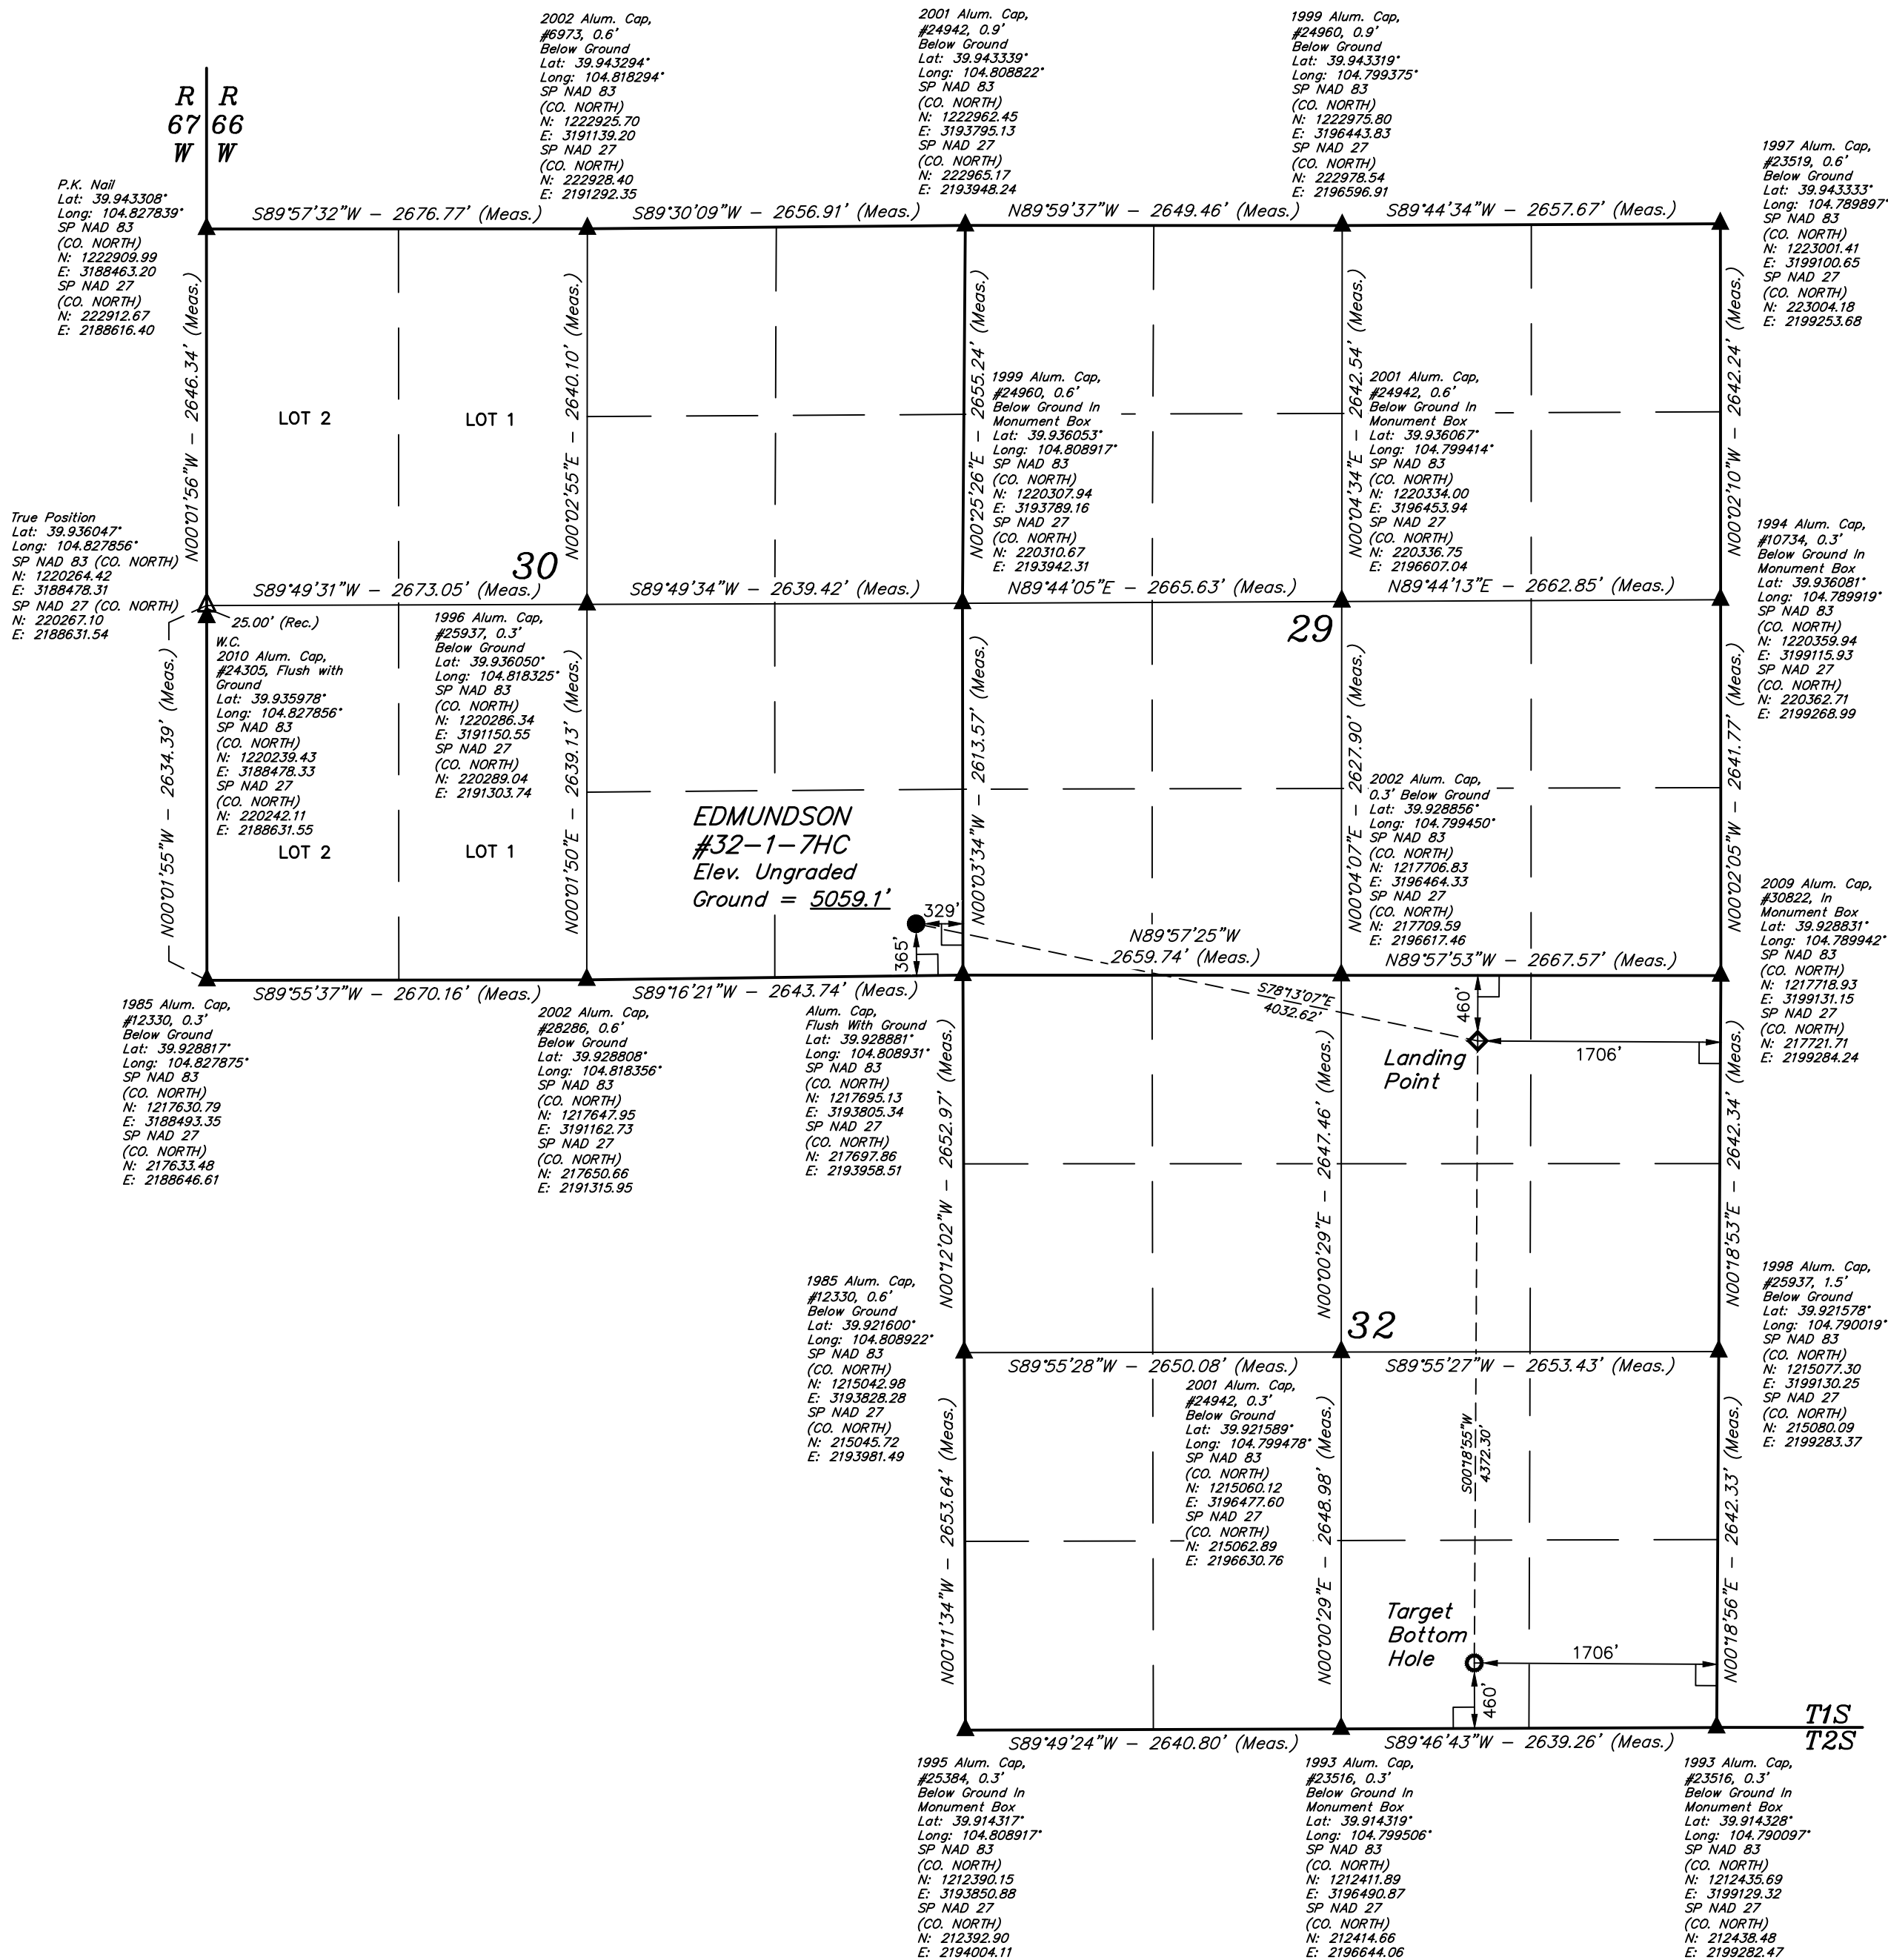 2002 Alum. Cap,
#6973, 0.6'
Below Ground
Lat: 39.943294°
Long: 104.818294°
SP NAD 83
(CO. NORTH)
N: 1222925.70
E: 3191139.20
SP NAD 27
(CO. NORTH)
N: 222928.40
E: 2191292.35
2001 Alum. Cap,
#24942, 0.9'
Below Ground
Lat: 39.943339°
Long: 104.808822°
SP NAD 83
(CO. NORTH)
N: 1222962.45
E: 3193795.13
SP NAD 27
(CO. NORTH)
N: 222965.17
E: 2193948.24
1999 Alum. Cap,
#24960, 0.9'
Below Ground
Lat: 39.943319°
Long: 104.799375°
SP NAD 83
(CO. NORTH)
N: 1222975.80
E: 3196443.83
SP NAD 27
(CO. NORTH)
N: 222978.54
E: 2196596.91
R R
67 66
W W
1997 Alum. Cap,
#23519, 0.6'
Below Ground
Lat: 39.943333°
Long: 104.789897°
SP NAD 83
(CO. NORTH)
N: 1223001.41
E: 3199100.65
SP NAD 27
(CO. NORTH)
N: 223004.18
E: 2199253.68
P.K. Nail
Lat: 39.943308°
Long: 104.827839°
SP NAD 83
(CO. NORTH)
N: 1222909.99
E: 3188463.20
SP NAD 27
(CO. NORTH)
N: 222912.67
E: 2188616.40
S89°57'32"W - 2676.77' (Meas.)
S89°30'09"W - 2656.91' (Meas.)
N89°59'37"W - 2649.46' (Meas.)
S89°44'34"W - 2657.67' (Meas.)
N00°01'56"W - 2646.34' (Meas.)
N00°02'55"E - 2640.10' (Meas.)
N00°25'26"E - 2655.24' (Meas.)
N00°04'34"E - 2642.54' (Meas.)
N00°02'10"W - 2642.24' (Meas.)
LOT 2
LOT 1
1999 Alum. Cap,
#24960, 0.6'
Below Ground In
Monument Box
Lat: 39.936053°
Long: 104.808917°
SP NAD 83
(CO. NORTH)
N: 1220307.94
E: 3193789.16
SP NAD 27
(CO. NORTH)
N: 220310.67
E: 2193942.31
2001 Alum. Cap,
#24942, 0.6'
Below Ground In
Monument Box
Lat: 39.936067°
Long: 104.799414°
SP NAD 83
(CO. NORTH)
N: 1220334.00
E: 3196453.94
SP NAD 27
(CO. NORTH)
N: 220336.75
E: 2196607.04
True Position
Lat: 39.936047°
Long: 104.827856°
SP NAD 83 (CO. NORTH)
N: 1220264.42
E: 3188478.31
SP NAD 27 (CO. NORTH)
N: 220267.10
E: 2188631.54
1994 Alum. Cap,
#10734, 0.3'
Below Ground In
Monument Box
Lat: 39.936081°
Long: 104.789919°
SP NAD 83
(CO. NORTH)
N: 1220359.94
E: 3199115.93
SP NAD 27
(CO. NORTH)
N: 220362.71
E: 2199268.99
30
S89°49'31"W - 2673.05' (Meas.)
S89°49'34"W - 2639.42' (Meas.)
N89°44'05"E - 2665.63' (Meas.)
N89°44'13"E - 2662.85' (Meas.)
29
25.00' (Rec.)
W.C.
2010 Alum. Cap,
#24305, Flush with
Ground
Lat: 39.935978°
Long: 104.827856°
SP NAD 83
(CO. NORTH)
N: 1220239.43
E: 3188478.33
SP NAD 27
(CO. NORTH)
N: 220242.11
E: 2188631.55
1996 Alum. Cap,
#25937, 0.3'
Below Ground
Lat: 39.936050°
Long: 104.818325°
SP NAD 83
(CO. NORTH)
N: 1220286.34
E: 3191150.55
SP NAD 27
(CO. NORTH)
N: 220289.04
E: 2191303.74
N00°01'55"W - 2634.39' (Meas.)
N00°01'50"E - 2639.13' (Meas.)
N00°03'34"W - 2613.57' (Meas.)
N00°04'07"E - 2627.90' (Meas.)
N00°02'05"W - 2641.77' (Meas.)
LOT 2
LOT 1
EDMUNDSON
#32-1-7HC
Elev. Ungraded
Ground = 5059.1'
329'
365'
2002 Alum. Cap,
0.3' Below Ground
Lat: 39.928856°
Long: 104.799450°
SP NAD 83
(CO. NORTH)
N: 1217706.83
E: 3196464.33
SP NAD 27
(CO. NORTH)
N: 217709.59
E: 2196617.46
2009 Alum. Cap,
#30822, In
Monument Box
Lat: 39.928831°
Long: 104.789942°
SP NAD 83
(CO. NORTH)
N: 1217718.93
E: 3199131.15
SP NAD 27
(CO. NORTH)
N: 217721.71
E: 2199284.24
N89°57'25"W
2659.74' (Meas.)
N89°57'53"W - 2667.57' (Meas.)
S89°55'37"W - 2670.16' (Meas.)
S89°16'21"W - 2643.74' (Meas.)
S78°13'07"E
4032.62'
460'
1706'
Landing
Point
1985 Alum. Cap,
#12330, 0.3'
Below Ground
Lat: 39.928817°
Long: 104.827875°
SP NAD 83
(CO. NORTH)
N: 1217630.79
E: 3188493.35
SP NAD 27
(CO. NORTH)
N: 217633.48
E: 2188646.61
2002 Alum. Cap,
#28286, 0.6'
Below Ground
Lat: 39.928808°
Long: 104.818356°
SP NAD 83
(CO. NORTH)
N: 1217647.95
E: 3191162.73
SP NAD 27
(CO. NORTH)
N: 217650.66
E: 2191315.95
Alum. Cap,
Flush With Ground
Lat: 39.928881°
Long: 104.808931°
SP NAD 83
(CO. NORTH)
N: 1217695.13
E: 3193805.34
SP NAD 27
(CO. NORTH)
N: 217697.86
E: 2193958.51
N00°12'02"W - 2652.97' (Meas.)
N00°00'29"E - 2647.46' (Meas.)
N00°18'53"E - 2642.34' (Meas.)
1985 Alum. Cap,
#12330, 0.6'
Below Ground
Lat: 39.921600°
Long: 104.808922°
SP NAD 83
(CO. NORTH)
N: 1215042.98
E: 3193828.28
SP NAD 27
(CO. NORTH)
N: 215045.72
E: 2193981.49
1998 Alum. Cap,
#25937, 1.5'
Below Ground
Lat: 39.921578°
Long: 104.790019°
SP NAD 83
(CO. NORTH)
N: 1215077.30
E: 3199130.25
SP NAD 27
(CO. NORTH)
N: 215080.09
E: 2199283.37
32
S89°55'28"W - 2650.08' (Meas.)
S89°55'27"W - 2653.43' (Meas.)
2001 Alum. Cap,
#24942, 0.3'
Below Ground
Lat: 39.921589°
Long: 104.799478°
SP NAD 83
(CO. NORTH)
N: 1215060.12
E: 3196477.60
SP NAD 27
(CO. NORTH)
N: 215062.89
E: 2196630.76
N00°11'34"W - 2653.64' (Meas.)
N00°00'29"E - 2648.98' (Meas.)
S00°18'55"W
4372.30'
N00°18'56"E - 2642.33' (Meas.)
Target
Bottom
Hole
1706'
460'
T1S
T2S
S89°49'24"W - 2640.80' (Meas.)
S89°46'43"W - 2639.26' (Meas.)
1995 Alum. Cap,
#25384, 0.3'
Below Ground In
Monument Box
Lat: 39.914317°
Long: 104.808917°
SP NAD 83
(CO. NORTH)
N: 1212390.15
E: 3193850.88
SP NAD 27
(CO. NORTH)
N: 212392.90
E: 2194004.11
1993 Alum. Cap,
#23516, 0.3'
Below Ground In
Monument Box
Lat: 39.914319°
Long: 104.799506°
SP NAD 83
(CO. NORTH)
N: 1212411.89
E: 3196490.87
SP NAD 27
(CO. NORTH)
N: 212414.66
E: 2196644.06
1993 Alum. Cap,
#23516, 0.3'
Below Ground In
Monument Box
Lat: 39.914328°
Long: 104.790097°
SP NAD 83
(CO. NORTH)
N: 1212435.69
E: 3199129.32
SP NAD 27
(CO. NORTH)
N: 212438.48
E: 2199282.47